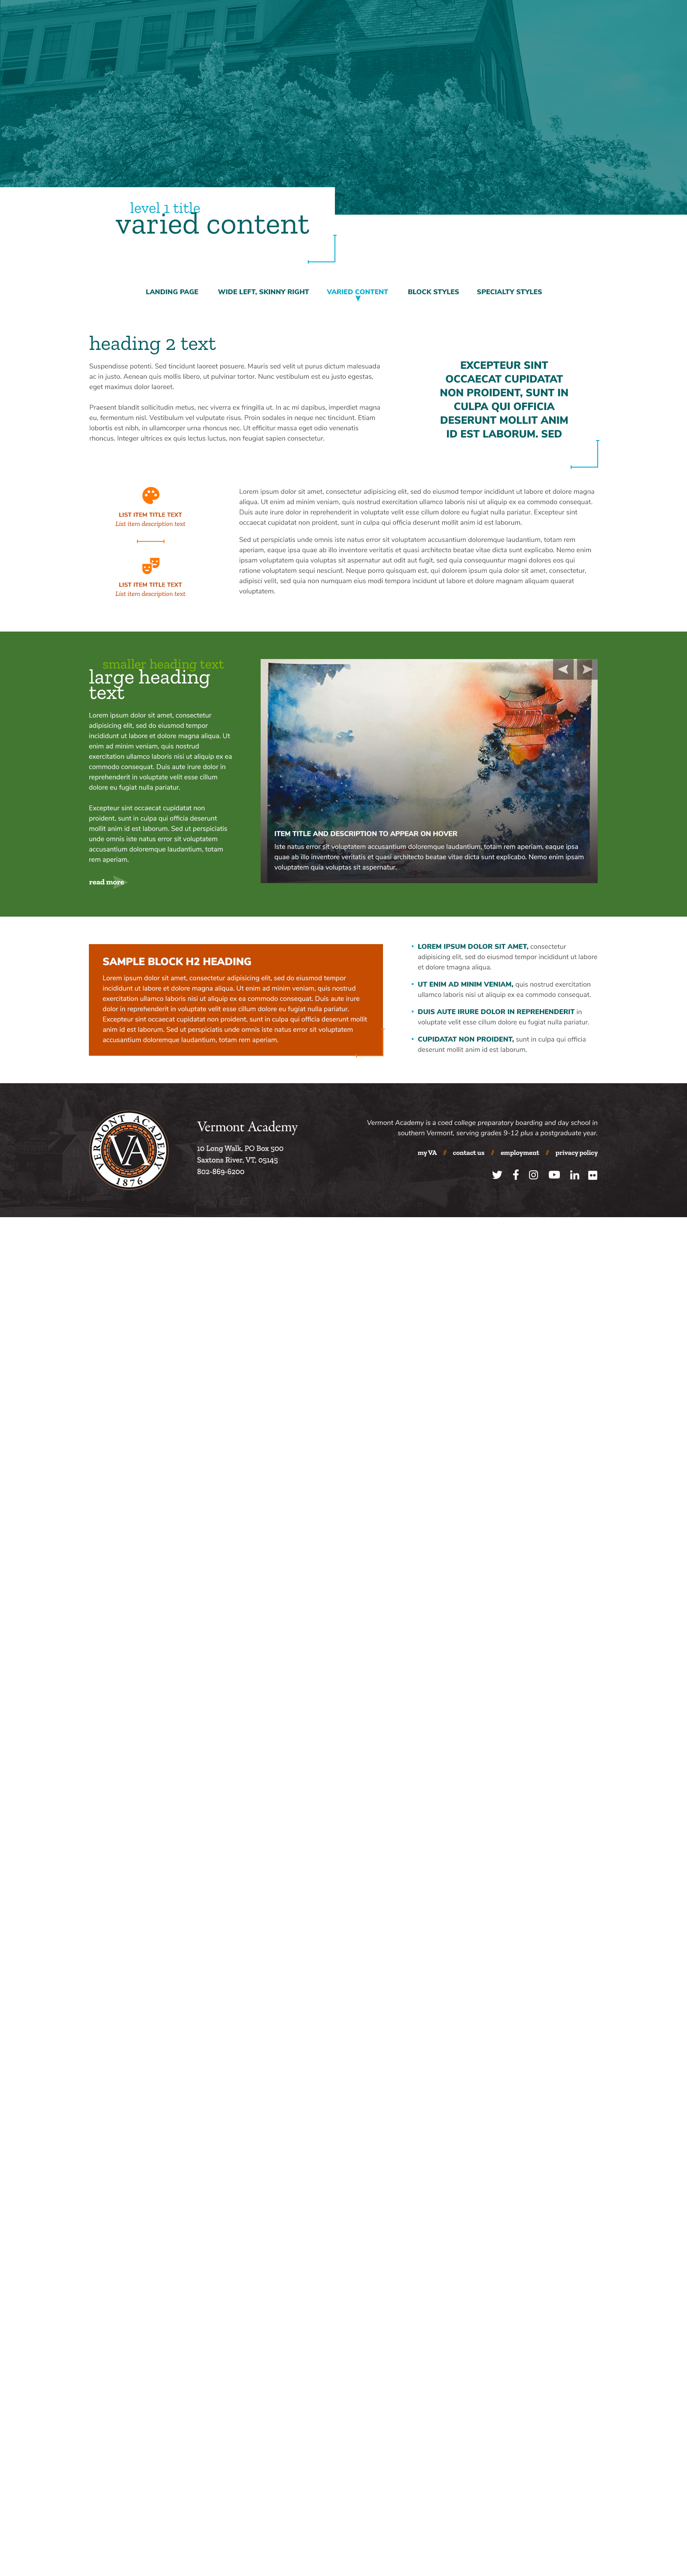 level 1 title
varied content
LANDING PAGE
WIDE LEFT, SKINNY RIGHT
VARIED CONTENT
BLOCK STYLES
SPECIALTY STYLES
heading 2 text
Suspendisse potenti. Sed tincidunt laoreet posuere. Mauris sed velit ut purus dictum malesuada
ac in justo. Aenean quis mollis libero, ut pulvinar tortor. Nunc vestibulum est eu justo egestas,
eget maximus dolor laoreet.
Praesent blandit sollicitudin metus, nec viverra ex fringilla ut. In ac mi dapibus, imperdiet magna
eu, fermentum nisl. Vestibulum vel vulputate risus. Proin sodales in neque nec tincidunt. Etiam
lobortis est nibh, in ullamcorper urna rhoncus nec. Ut efficitur massa eget odio venenatis
rhoncus. Integer ultrices ex quis lectus luctus, non feugiat sapien consectetur.
EXCEPTEUR SINT
OCCAECAT CUPIDATAT
NON PROIDENT, SUNT IN
CULPA QUI OFFICIA
DESERUNT MOLLIT ANIM
ID EST LABORUM. SED
LIST ITEM TITLE TEXT
List item description text
LIST ITEM TITLE TEXT
List item description text
Lorem ipsum dolor sit amet, consectetur adipisicing elit, sed do eiusmod tempor incididunt ut labore et dolore magna
aliqua. Ut enim ad minim veniam, quis nostrud exercitation ullamco laboris nisi ut aliquip ex ea commodo consequat.
Duis aute irure dolor in reprehenderit in voluptate velit esse cillum dolore eu fugiat nulla pariatur. Excepteur sint
occaecat cupidatat non proident, sunt in culpa qui officia deserunt mollit anim id est laborum.
Sed ut perspiciatis unde omnis iste natus error sit voluptatem accusantium doloremque laudantium, totam rem
aperiam, eaque ipsa quae ab illo inventore veritatis et quasi architecto beatae vitae dicta sunt explicabo. Nemo enim
ipsam voluptatem quia voluptas sit aspernatur aut odit aut fugit, sed quia consequuntur magni dolores eos qui
ratione voluptatem sequi nesciunt. Neque porro quisquam est, qui dolorem ipsum quia dolor sit amet, consectetur,
adipisci velit, sed quia non numquam eius modi tempora incidunt ut labore et dolore magnam aliquam quaerat
voluptatem.
smaller heading text
large heading
text
Lorem ipsum dolor sit amet, consectetur
adipisicing elit, sed do eiusmod tempor
incididunt ut labore et dolore magna aliqua. Ut
enim ad minim veniam, quis nostrud
exercitation ullamco laboris nisi ut aliquip ex ea
commodo consequat. Duis aute irure dolor in
reprehenderit in voluptate velit esse cillum
dolore eu fugiat nulla pariatur.
Excepteur sint occaecat cupidatat non
proident, sunt in culpa qui officia deserunt
mollit anim id est laborum. Sed ut perspiciatis
unde omnis iste natus error sit voluptatem
accusantium doloremque laudantium, totam
rem aperiam.
read more
ITEM TITLE AND DESCRIPTION TO APPEAR ON HOVER
Iste natus error sit voluptatem accusantium doloremque laudantium, totam rem aperiam, eaque ipsa
quae ab illo inventore veritatis et quasi architecto beatae vitae dicta sunt explicabo. Nemo enim ipsam
voluptatem quia voluptas sit aspernatur.
SAMPLE BLOCK H2 HEADING
Lorem ipsum dolor sit amet, consectetur adipisicing elit, sed do eiusmod tempor
incididunt ut labore et dolore magna aliqua. Ut enim ad minim veniam, quis nostrud
exercitation ullamco laboris nisi ut aliquip ex ea commodo consequat. Duis aute irure
dolor in reprehenderit in voluptate velit esse cillum dolore eu fugiat nulla pariatur.
Excepteur sint occaecat cupidatat non proident, sunt in culpa qui officia deserunt mollit
anim id est laborum. Sed ut perspiciatis unde omnis iste natus error sit voluptatem
accusantium doloremque laudantium, totam rem aperiam.
LOREM IPSUM DOLOR SIT AMET, consectetur
adipisicing elit, sed do eiusmod tempor incididunt ut labore
et dolore tmagna aliqua.
UT ENIM AD MINIM VENIAM, quis nostrud exercitation
ullamco laboris nisi ut aliquip ex ea commodo consequat.
DUIS AUTE IRURE DOLOR IN REPREHENDERIT in
voluptate velit esse cillum dolore eu fugiat nulla pariatur.
CUPIDATAT NON PROIDENT, sunt in culpa qui officia
deserunt mollit anim id est laborum.
VERMONT ACADEMY
VA
1876
Vermont Academy
10 Long Walk, PO Box 500
Saxtons River, VT, 05145
802-869-6200
Vermont Academy is a coed college preparatory boarding and day school in
southern Vermont, serving grades 9-12 plus a postgraduate year.
my VA // contact us // employment // privacy policy